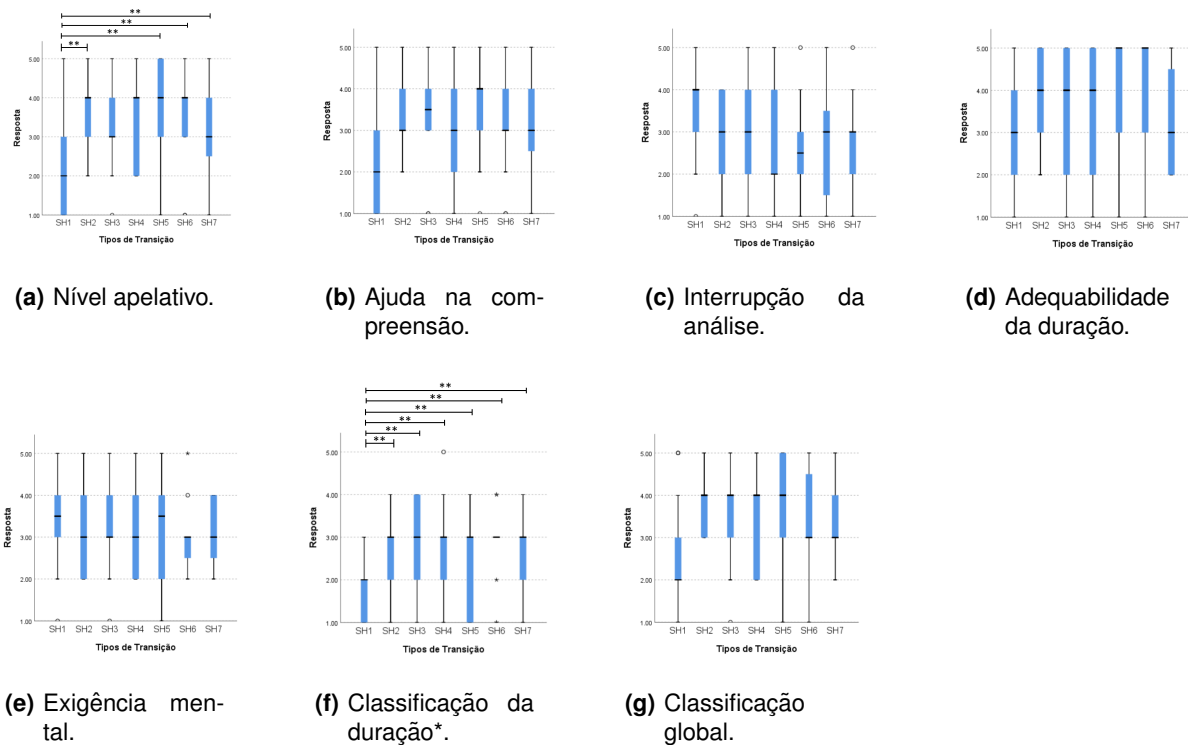 **
**
**
**
5.00
4.00
3.00
2.00
1.00
Resposta
SH1 SH2 SH3 SH4 SH5 SH6 SH7
Tipos de Transição
(a) Nível apelativo.
5.00
4.00
3.00
2.00
1.00
Resposta
SH1 SH2 SH3 SH4 SH5 SH6 SH7
Tipos de Transição
(b) Ajuda na com-
preensão.
5.00
4.00
3.00
2.00
1.00
Resposta
SH1 SH2 SH3 SH4 SH5 SH6 SH7
Tipos de Transição
(c) Interrupção da
análise.
5.00
4.00
3.00
2.00
1.00
Resposta
SH1 SH2 SH3 SH4 SH5 SH6 SH7
Tipos de Transição
(d) Adequabilidade
da duração.
5.00
4.00
3.00
2.00
1.00
Resposta
SH1 SH2 SH3 SH4 SH5 SH6 SH7
Tipos de Transição
(e) Exigência men-
tal.
**
**
**
**
**
**
5.00
4.00
3.00
2.00
1.00
Resposta
SH1 SH2 SH3 SH4 SH5 SH6 SH7
Tipos de Transição
(f) Classificação da
duração*.
5.00
4.00
3.00
2.00
1.00
Resposta
SH1 SH2 SH3 SH4 SH5 SH6 SH7
Tipos de Transição
(g) Classificação
global.